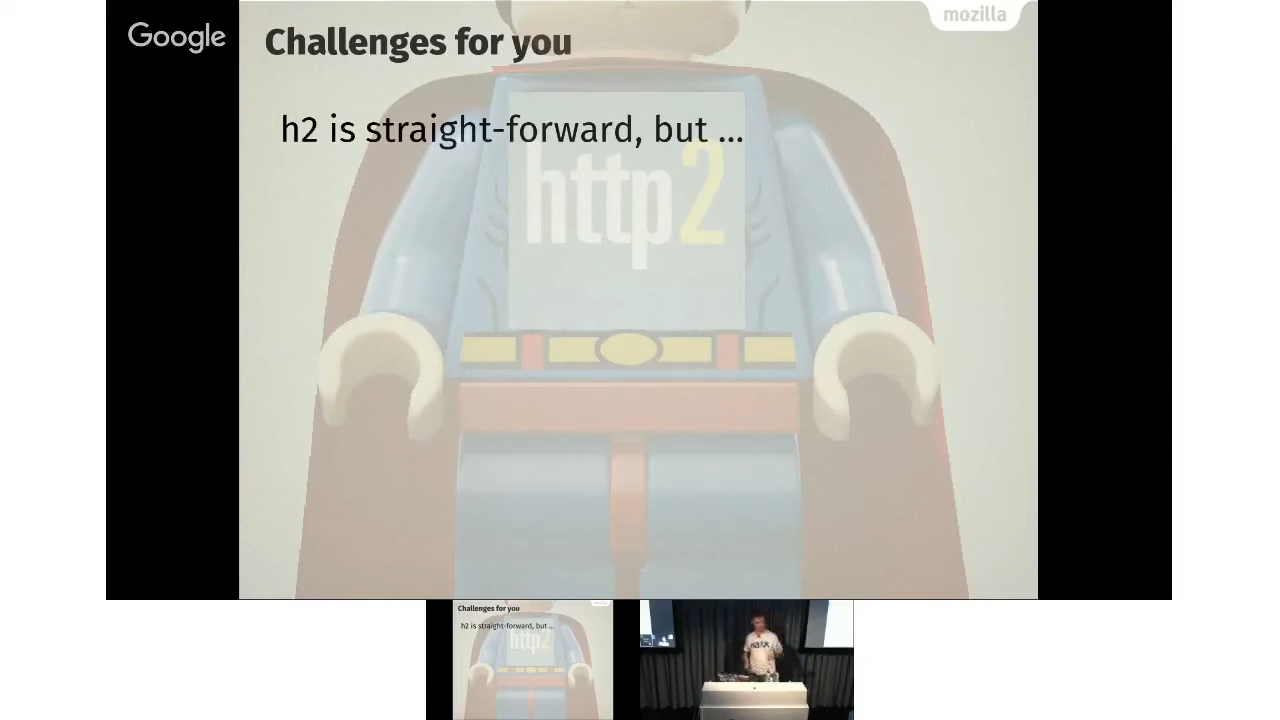 Google
mozilla
Challenges for you
h2 is straight-forward, but ...
http2
Challenges for you
h2 is straight-forward, but ...
http2